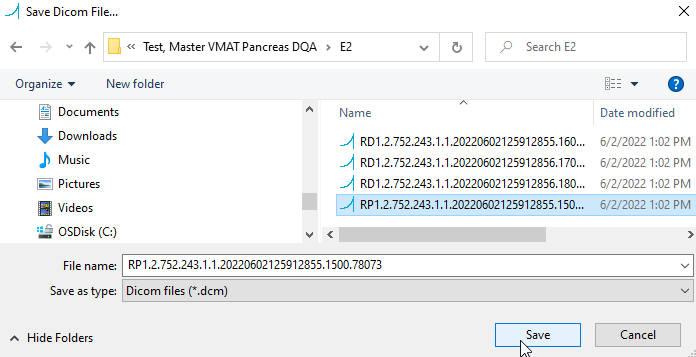 Save Dicom File...
« Test, Master VMAT Pancreas DQA > E2
Search E2
Organize
New folder
?
Name
Date modified
Documents
Downloads
Music
Pictures
Videos
OSDisk (C:)
RD1.2.752.243.1.1.20220602125912855.160... 6/2/2022 1:02 PM
RD1.2.752.243.1.1.20220602125912856.170... 6/2/2022 1:02 PM
RD1.2.752.243.1.1.20220602125912856.180... 6/2/2022 1:02 PM
RP1.2.752.243.1.1.20220602125912855.150... 6/2/2022 1:02 PM
File name: RP1.2.752.243.1.1.20220602125912855.1500.78073
Save as type: Dicom files (*.dcm)
Hide Folders
Save
Cancel